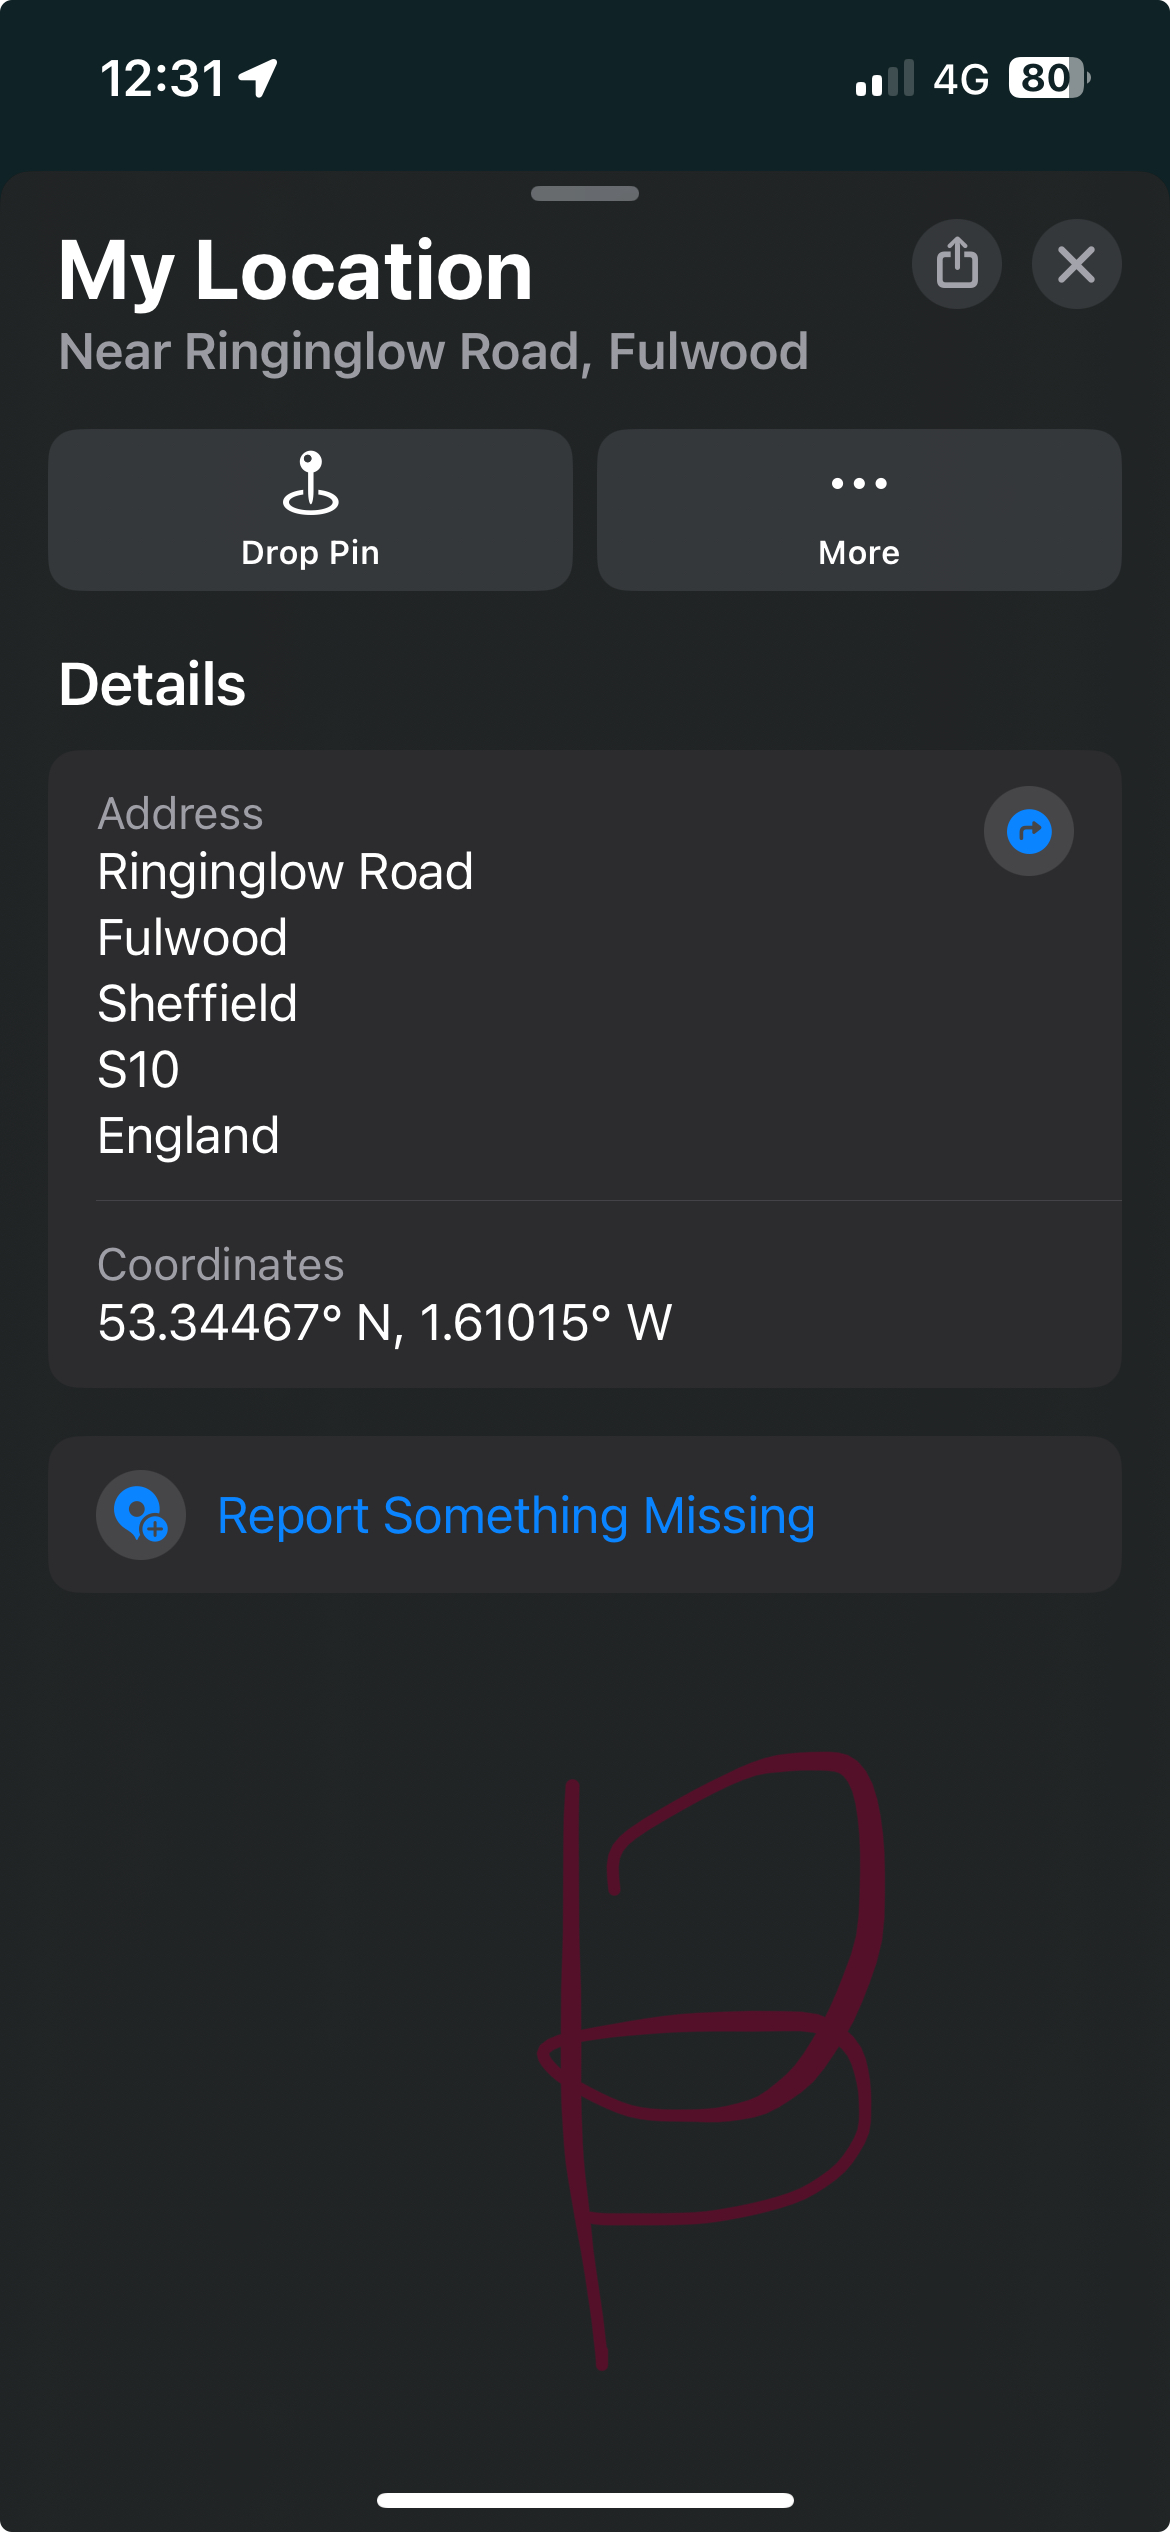 12:31 4G 80
My Location
Near Ringinglow Road, Fulwood
Drop Pin More
Details
Address
Ringinglow Road
Fulwood
Sheffield
S10
England
Coordinates
53.34467° N, 1.61015° W
Report Something Missing
B